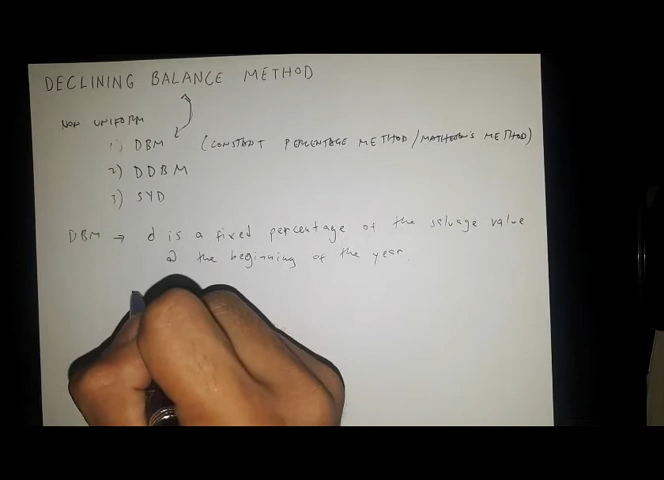 DECLINING BALANCE METHOD
NON UNIFORM
1) DBM (CONSTANT PERCENTAGE METHOD/MATHESON'S METHOD)
2) DDBM
3) SYD
DBM → d is a fixed percentage of the salvage value
@ the beginning of the year.